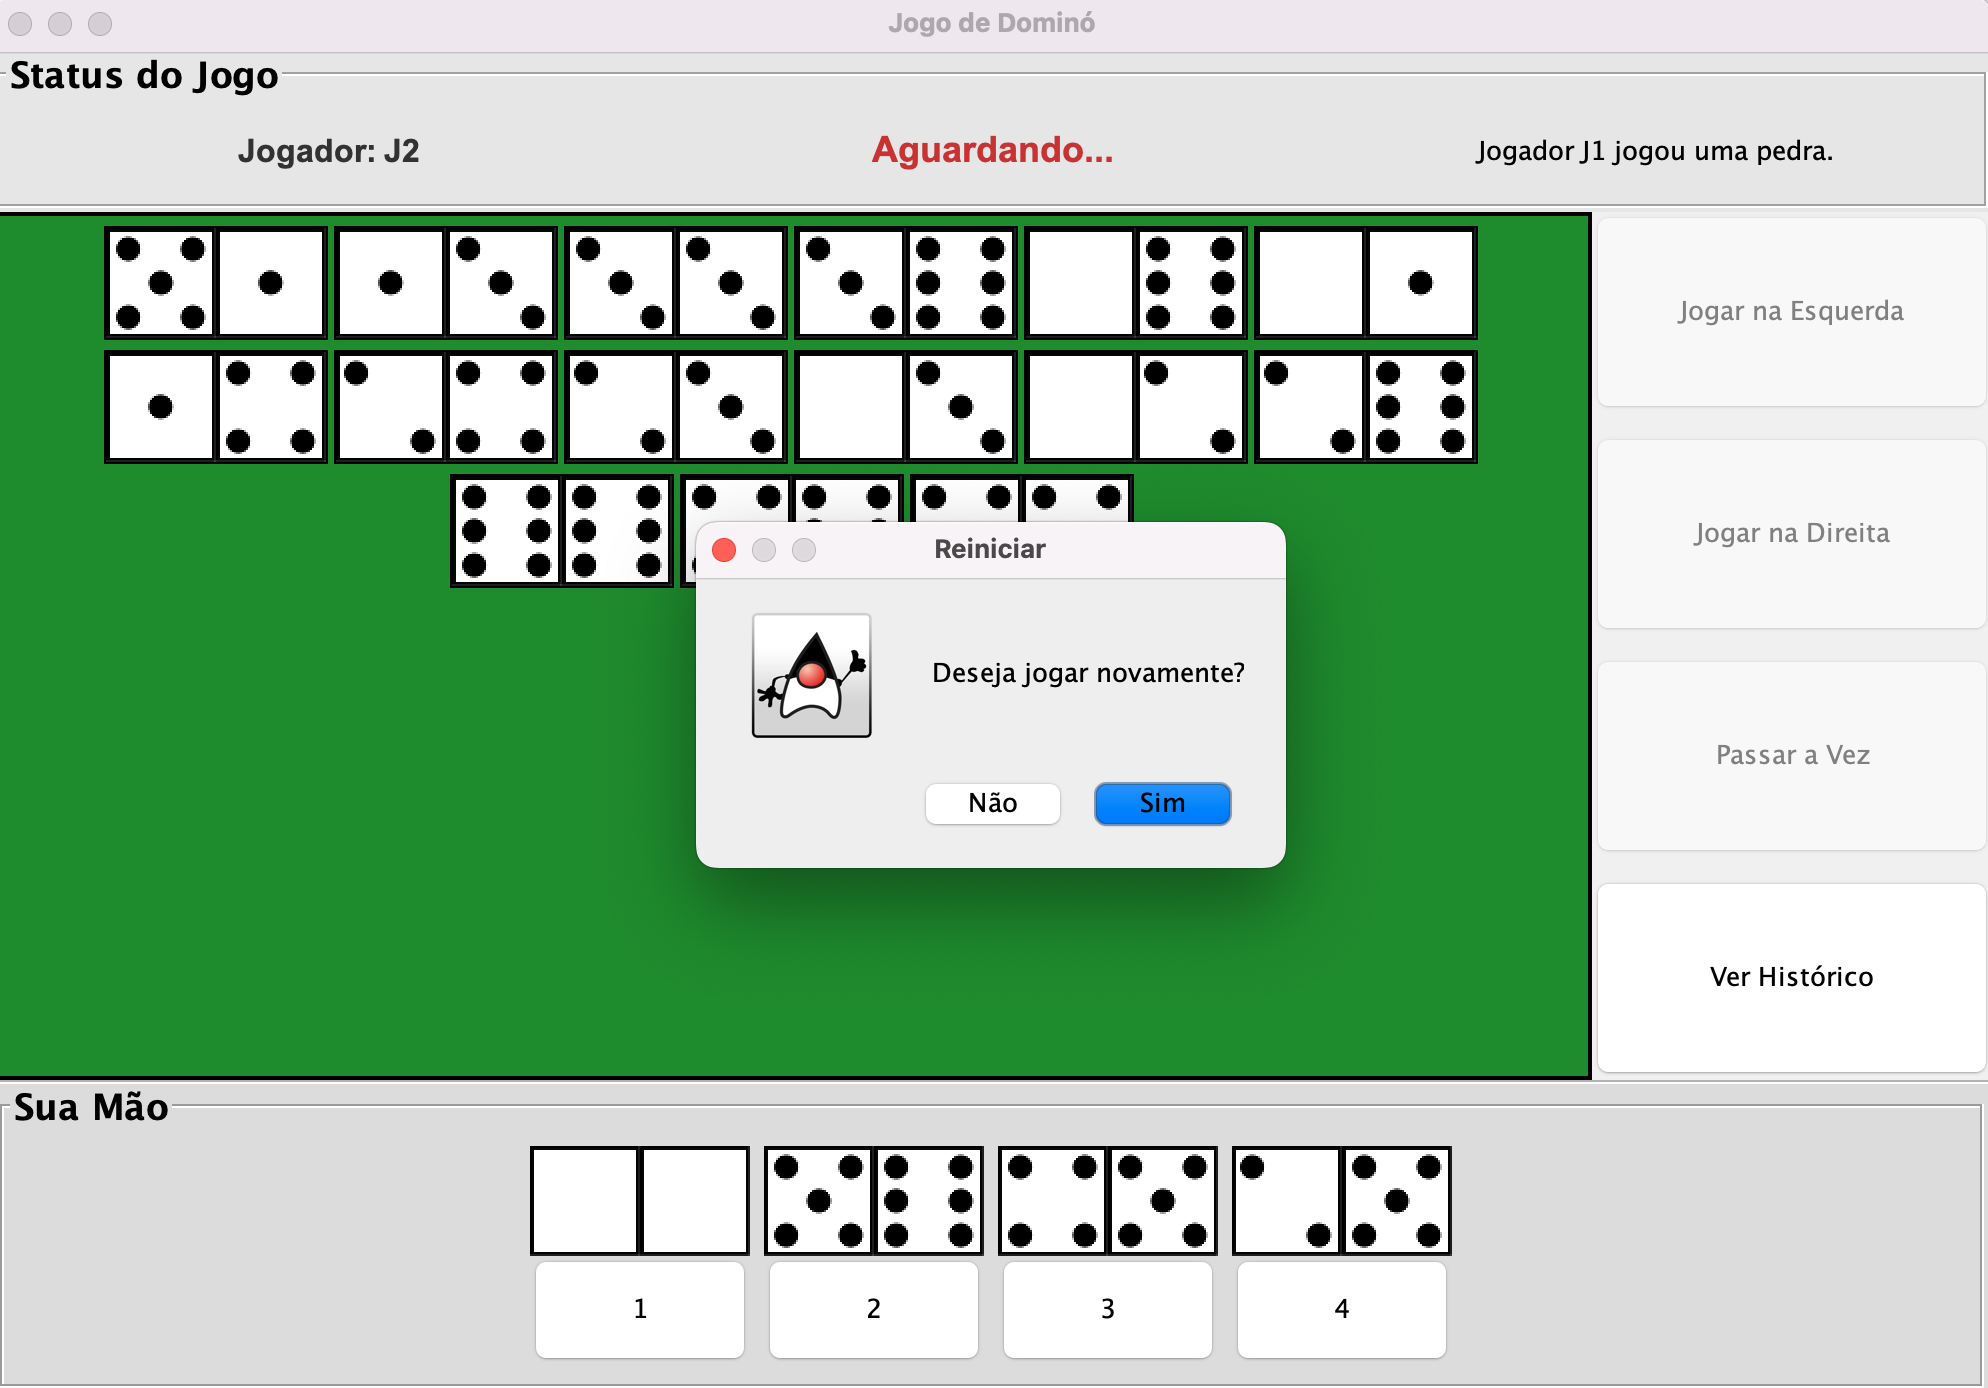 Jogo de Dominó
Status do Jogo
Jogador: J2
Aguardando...
Jogador J1 jogou uma pedra.
Jogar na Esquerda
Jogar na Direita
Passar a Vez
Ver Histórico
Reiniciar
Deseja jogar novamente?
Não
Sim
Sua Mão
1
2
3
4